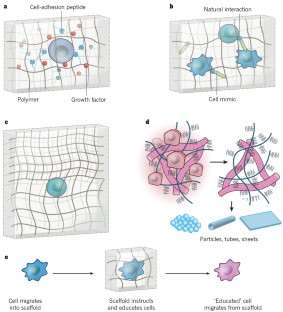 a
Cell-adhesion peptide
Polymer
Growth factor
b
Natural interaction
Cell mimic
c
d
Particles, tubes, sheets
e
Cell migrates
into scaffold
Scaffold instructs
and educates cells
'Educated' cell
migrates from scaffold